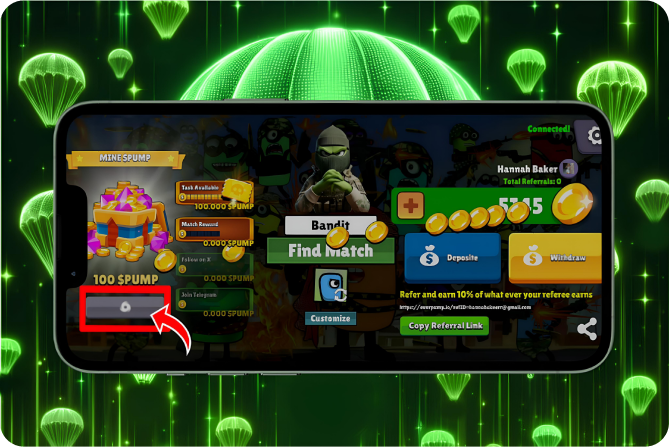 Connected!
MINE $PUMP
Hannah Baker
Total Referrals: 0
Task Available
100.000 $PUMP
Match Reward
0.000 $PUMP
Bandit
Find Match
Deposite
Withdraw
Follow on X
0.000 $PUMP
100 $PUMP
Join Telegram
0.000 $PUMP
Refer and earn 10% of what ever your referee earns
Customize
Copy Referral Link